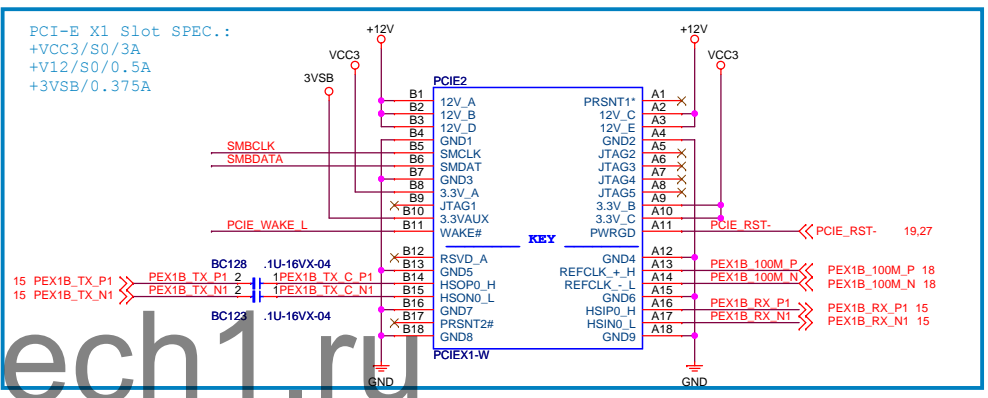 PCI-E X1 Slot SPEC.:
+VCC3/S0/3A
+V12/S0/0.5A
+3VSB/0.375A
+12V
VCC3
3VSB
+12V
VCC3
PCIE2
B1 12V_A PRSNT1* A1
B2 12V_B 12V_C A2
B3 12V_D 12V_E A3
B4 GND1 GND2 A4
SMBCLK B5 SMCLK JTAG2 A5
SMBDATA B6 SMDAT JTAG3 A6
B7 GND3 JTAG4 A7
B8 3.3V_A JTAG5 A8
B9 JTAG1 3.3V_B A9
B10 3.3VAUX 3.3V_C A10
PCIE_WAKE_L B11 WAKE# PWRGD A11 PCIE_RST- PCIE_RST- 19,27
KEY
B12 RSVD_A GND4 A12
BC128 .1U-16VX-04 B13 GND5 REFCLK_+_H A13 PEX1B_100M_P PEX1B_100M_P 18
15 PEX1B_TX_P1 PEX1B_TX_P1 2 1 PEX1B_TX_C_P1 B14 HSOP0_H REFCLK_-_L A14 PEX1B_100M_N PEX1B_100M_N 18
15 PEX1B_TX_N1 PEX1B_TX_N1 2 1 PEX1B_TX_C_N1 B15 HSON0_L GND6 A15
B16 GND7 HSIP0_H A16 PEX1B_RX_P1 PEX1B_RX_P1 15
BC123 .1U-16VX-04 B17 PRSNT2# HSIN0_L A17 PEX1B_RX_N1 PEX1B_RX_N1 15
B18 GND8 GND9 A18
PCIEX1-W
GND
GND
ech1.ru